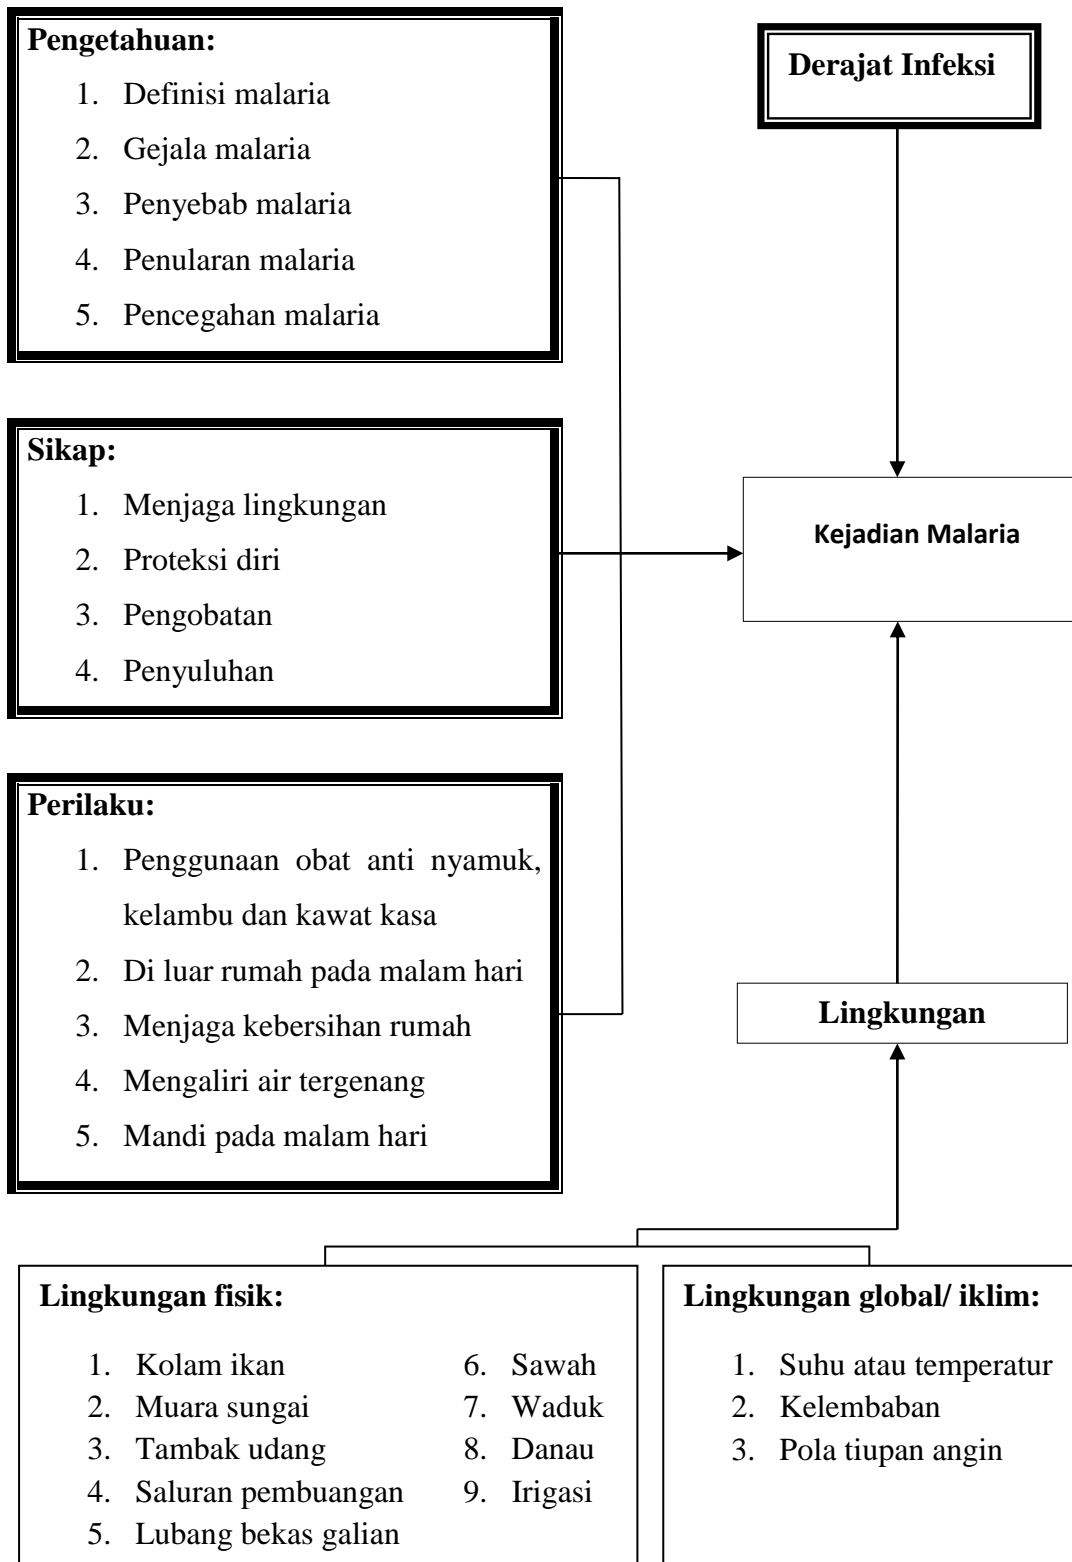 Pengetahuan:
1. Definisi malaria
2. Gejala malaria
3. Penyebab malaria
4. Penularan malaria
5. Pencegahan malaria
Derajat Infeksi
Sikap:
1. Menjaga lingkungan
2. Proteksi diri
3. Pengobatan
4. Penyuluhan
Kejadian Malaria
Perilaku:
1. Penggunaan obat anti nyamuk,
kelambu dan kawat kasa
2. Di luar rumah pada malam hari
3. Menjaga kebersihan rumah
4. Mengaliri air tergenang
5. Mandi pada malam hari
Lingkungan
Lingkungan fisik:
1. Kolam ikan
2. Muara sungai
3. Tambak udang
4. Saluran pembuangan
5. Lubang bekas galian
6. Sawah
7. Waduk
8. Danau
9. Irigasi
Lingkungan global/ iklim:
1. Suhu atau temperatur
2. Kelembaban
3. Pola tiupan angin